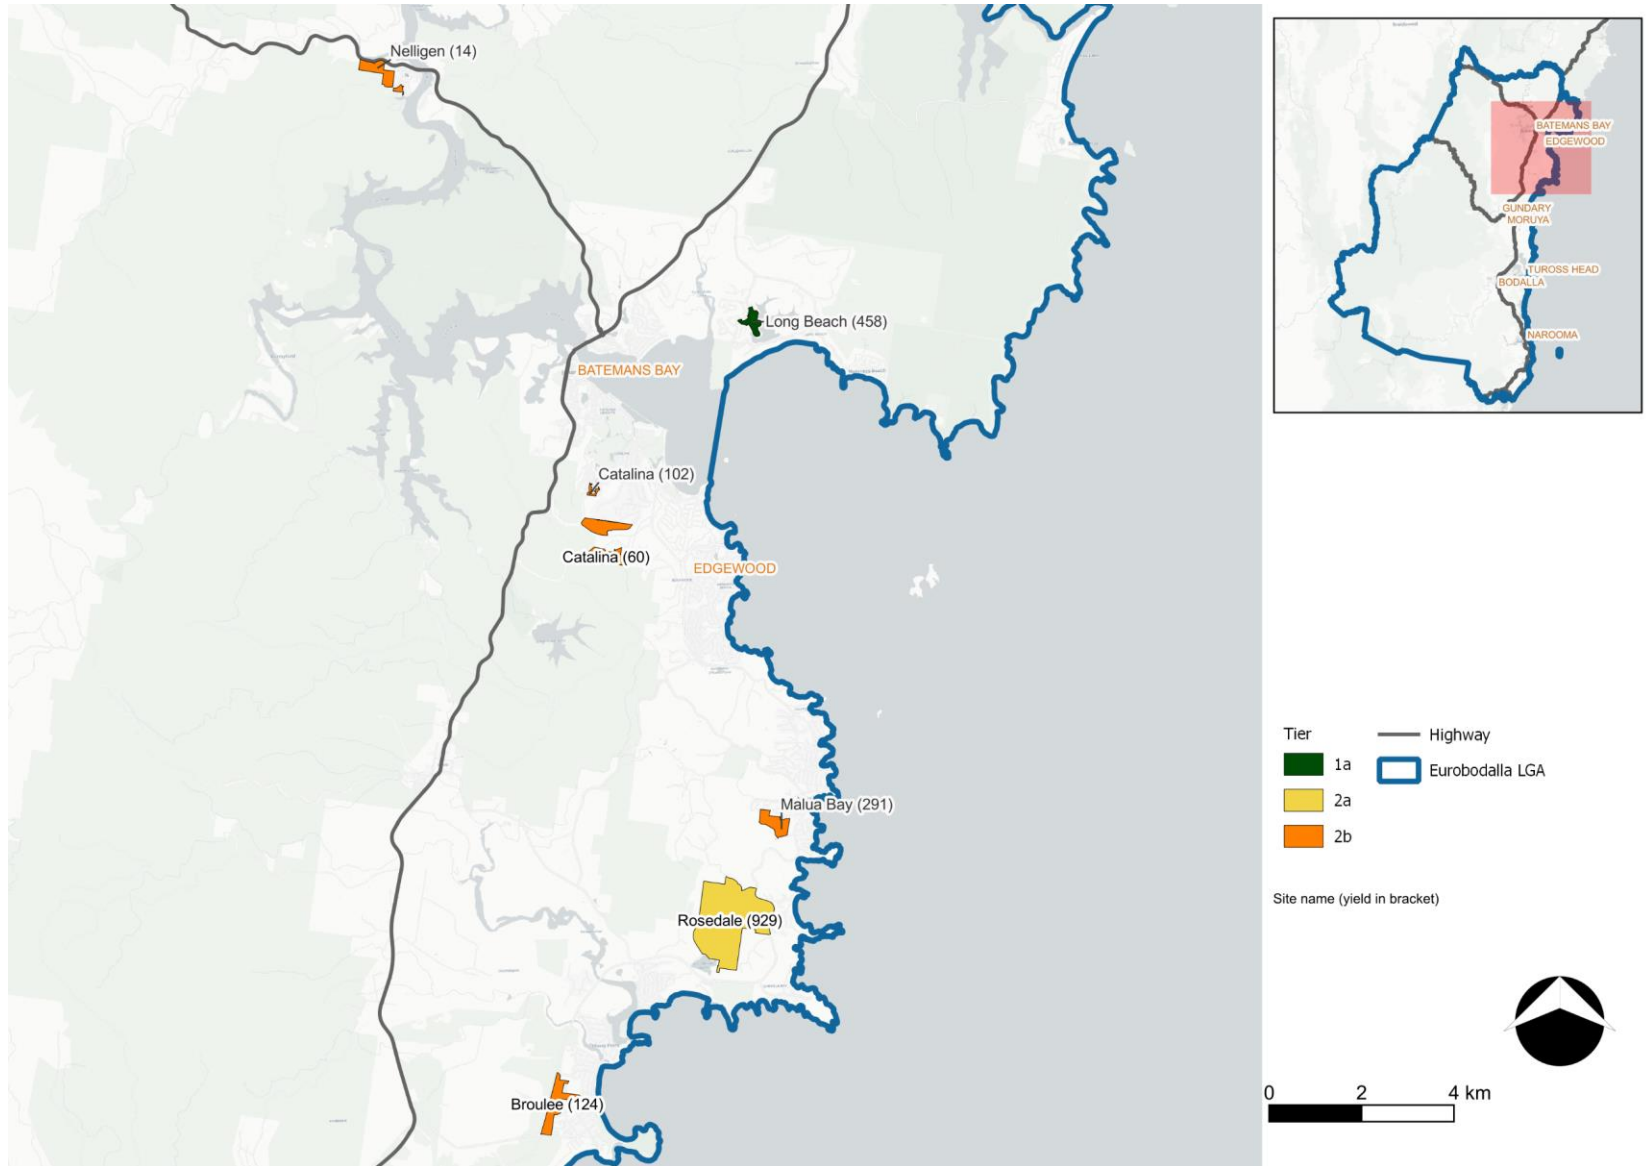 Nelligen (14)
Long Beach (458)
BATEMANS BAY
Catalina (102)
Catalina (60)
EDGEWOOD
Malua Bay (291)
Rosedale (929)
Broulee (124)
BATEMANS BAY
EDGEWOOD
GUNDARY
MORUYA
TUROSS HEAD
BODALLA
NAROOMA
Tier
1a
2a
2b
Highway
Eurobodalla LGA
Site name (yield in bracket)
0 2 4 km